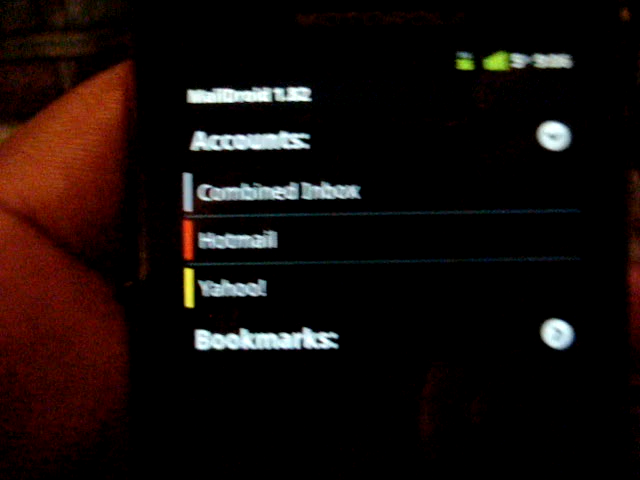 MailDroid 1.82
Accounts:
Combined Inbox
Hotmail
Yahoo!
Bookmarks: